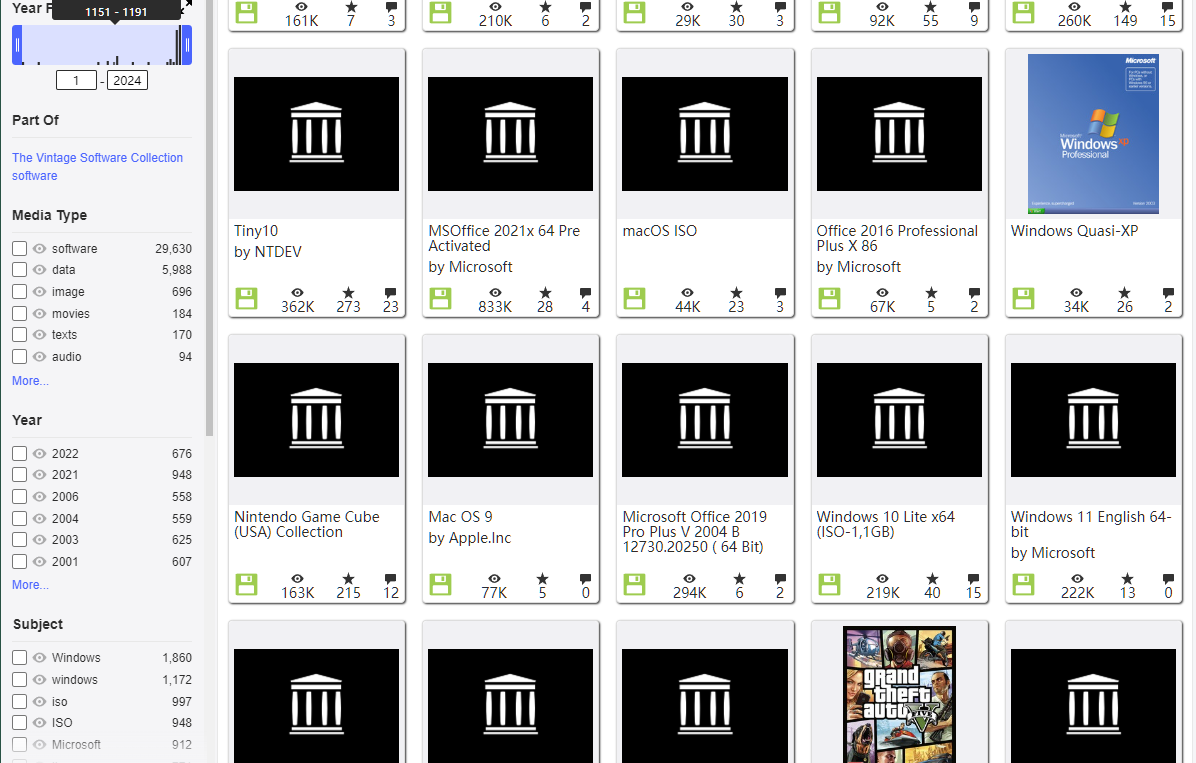 Year F
1151 - 1191
1 - 2024
Part Of
The Vintage Software Collection
software
Media Type
software 29,630
data 5,988
image 696
movies 184
texts 170
audio 94
More...
Year
2022 676
2021 948
2006 558
2004 559
2003 625
2001 607
More...
Subject
Windows 1,860
windows 1,172
iso 997
ISO 948
Microsoft 912
161K 7 3
210K 6 2
29K 30 3
92K 55 9
260K 149 15
Tiny10
by NTDEV
362K 273 23
MSOffice 2021x 64 Pre
Activated
by Microsoft
833K 28 4
macOS ISO
44K 23 3
Office 2016 Professional
Plus X 86
by Microsoft
67K 5 2
Microsoft
Microsoft
Windows xp
Professional
Windows Quasi-XP
34K 26 2
Nintendo Game Cube
(USA) Collection
163K 215 12
Mac OS 9
by Apple.Inc
77K 5 0
Microsoft Office 2019
Pro Plus V 2004 B
12730.20250 ( 64 Bit)
294K 6 2
Windows 10 Lite x64
(ISO-1,1GB)
219K 40 15
Windows 11 English 64-
bit
by Microsoft
222K 13 0
grand
theft
auto V
FIVE